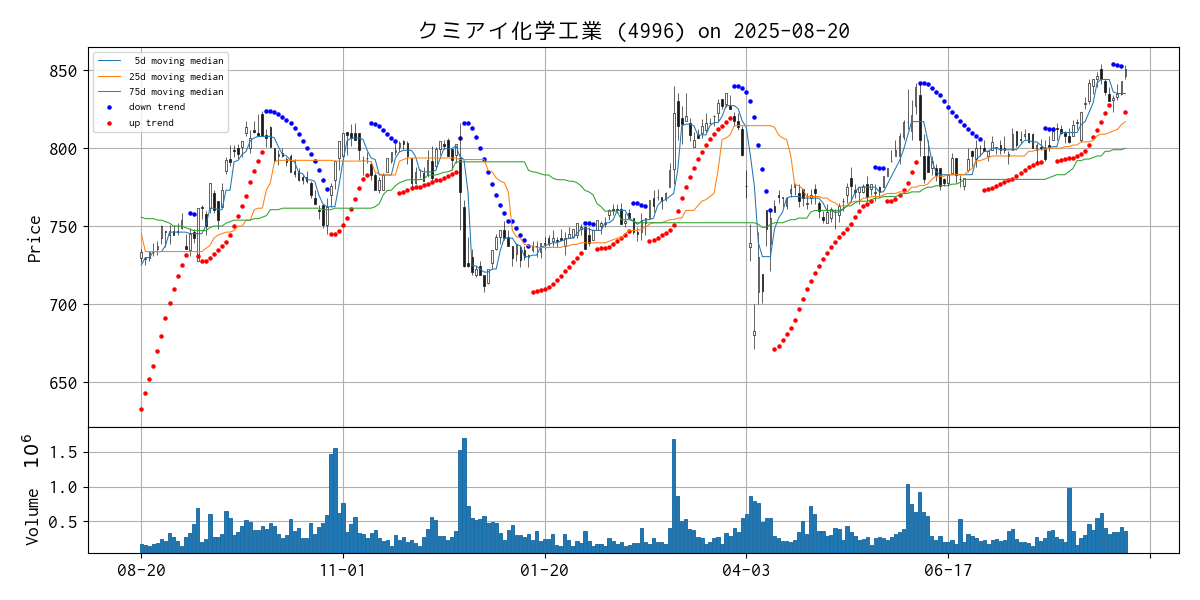 クミアイ化学工業 (4996) on 2025-08-20
5d moving median
25d moving median
75d moving median
down trend
up trend
850
800
750
700
650
Price
1.5
1.0
0.5
Volume 10^6
08-20
11-01
01-20
04-03
06-17